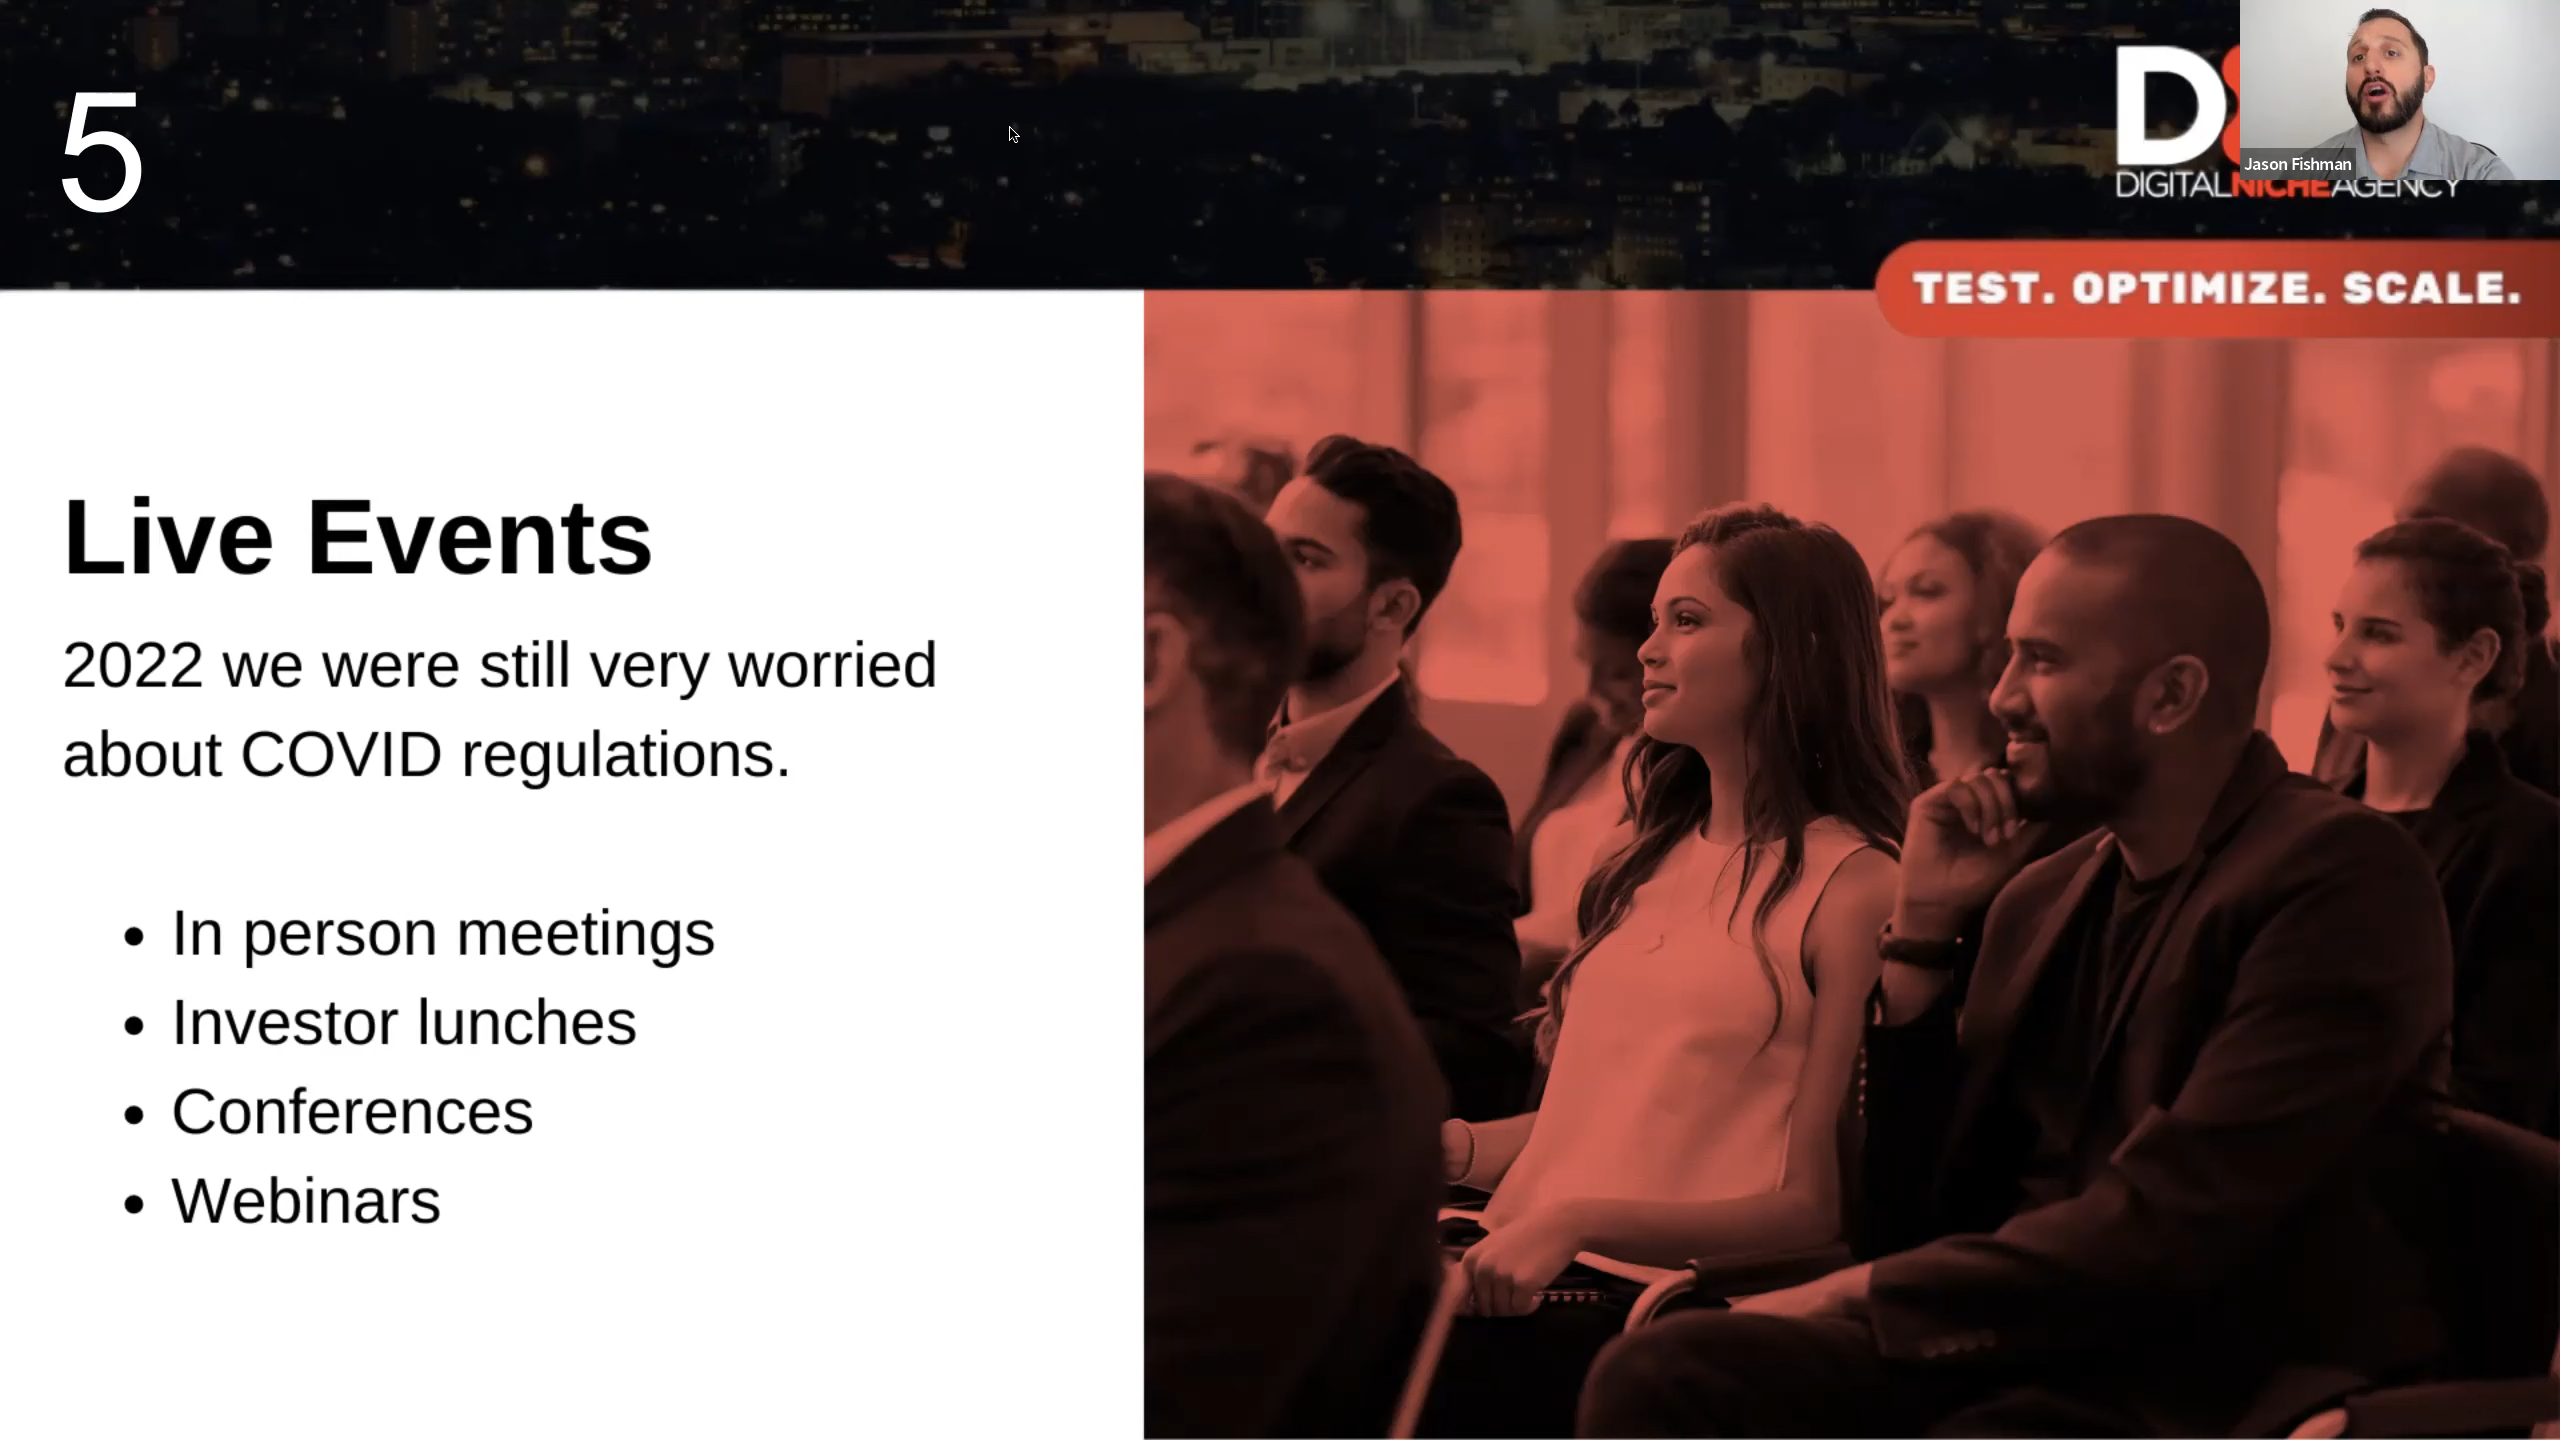 5
D
Jason Fishman
DIGITALNICHEAGENCY
TEST. OPTIMIZE. SCALE.
Live Events
2022 we were still very worried
about COVID regulations.
• In person meetings
• Investor lunches
• Conferences
• Webinars